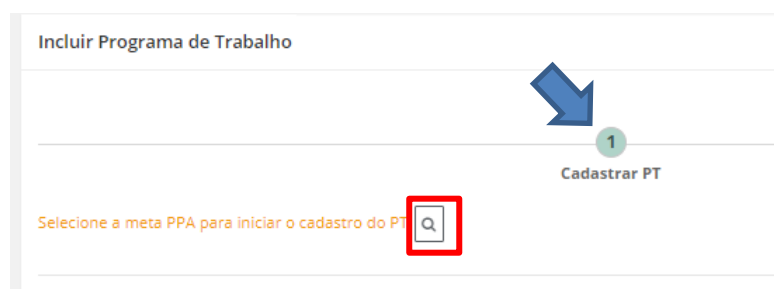 Incluir Programa de Trabalho
1
Cadastrar PT
Selecione a meta PPA para iniciar o cadastro do PT